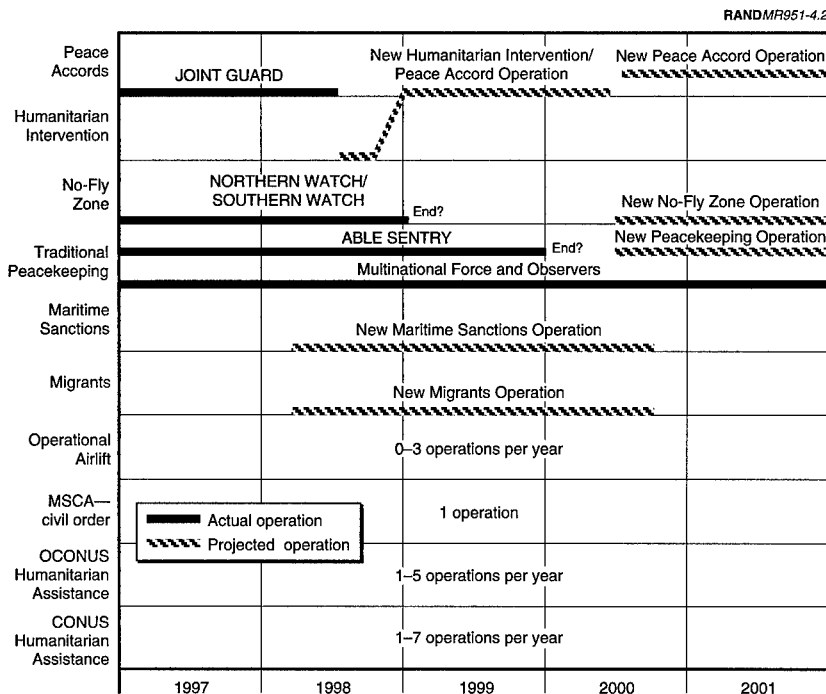 RANDMR951-4.2
Peace
Accords
JOINT GUARD
New Humanitarian Intervention/
Peace Accord Operation
New Peace Accord Operation
Humanitarian
Intervention
No-Fly
Zone
NORTHERN WATCH/
SOUTHERN WATCH
End?
New No-Fly Zone Operation
Traditional
Peacekeeping
ABLE SENTRY
End?
New Peacekeeping Operation
Multinational Force and Observers
Maritime
Sanctions
New Maritime Sanctions Operation
Migrants
New Migrants Operation
Operational
Airlift
0–3 operations per year
MSCA—
civil order
1 operation
Actual operation
Projected operation
OCONUS
Humanitarian
Assistance
1–5 operations per year
CONUS
Humanitarian
Assistance
1–7 operations per year
1997 1998 1999 2000 2001